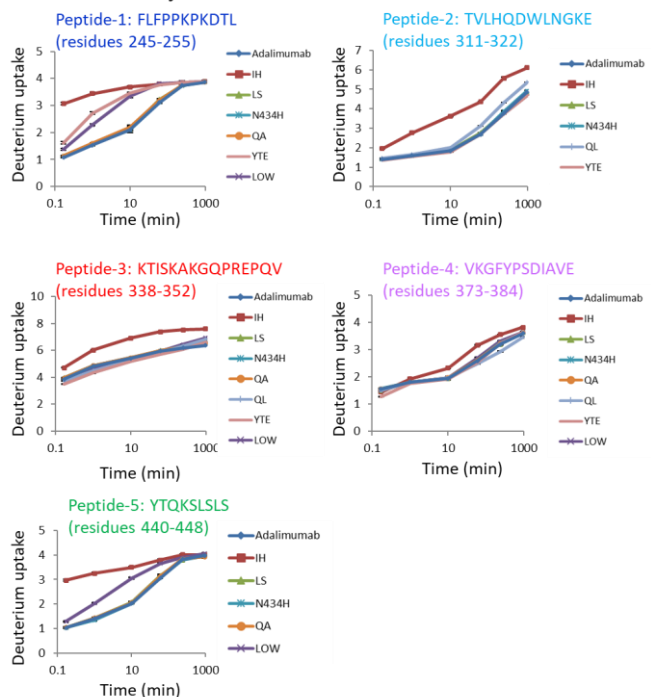 Peptide-1: FLFPPKPKDTL
(residues 245-255)
Deuterium uptake
5
4
3
2
1
0
0.1
10
1000
Time (min)
Adalimumab
IH
LS
N434H
QA
YTE
LOW
Peptide-2: TVLHQDWLNGKE
(residues 311-322)
Deuterium uptake
7
6
5
4
3
2
1
0
0.1
10
1000
Time (min)
Adalimumab
IH
LS
N434H
QL
YTE
Peptide-3: KTISKAKGQPREPQV
(residues 338-352)
Deuterium uptake
10
8
6
4
2
0
0.1
10
1000
Time (min)
Adalimumab
IH
LS
N434H
QA
QL
YTE
LOW
Peptide-4: VKGFYPSDIAVE
(residues 373-384)
Deuterium uptake
5
4
3
2
1
0
0.1
10
1000
Time (min)
Adalimumab
IH
LS
N434H
QA
QL
YTE
LOW
Peptide-5: YTQKSLSLS
(residues 440-448)
Deuterium uptake
5
4
3
2
1
0
0.1
10
1000
Time (min)
Adalimumab
IH
LS
N434H
QA
LOW